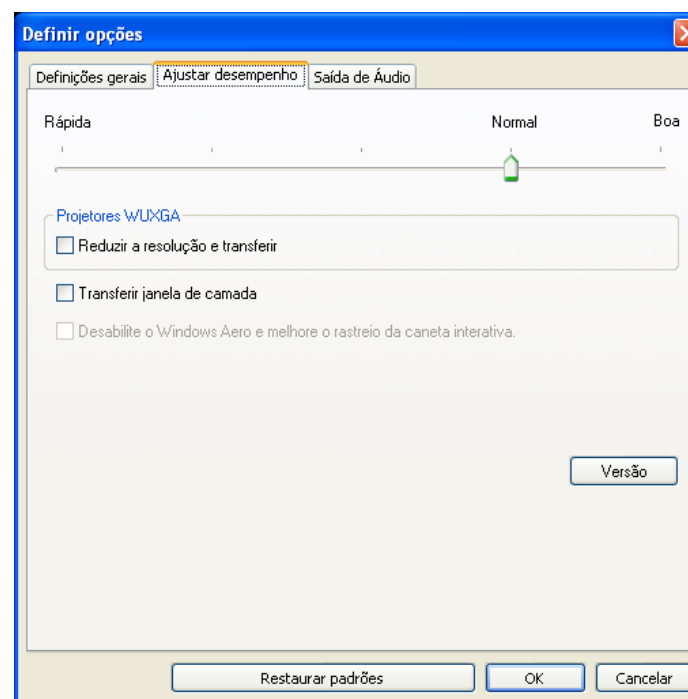 Definir opções
Definições gerais Ajustar desempenho Saída de Áudio
Rápida Normal Boa
Projetores WUXGA
Reduzir a resolução e transferir
Transferir janela de camada
Desabilite o Windows Aero e melhore o rastreio da caneta interativa.
Versão
Restaurar padrões OK Cancelar